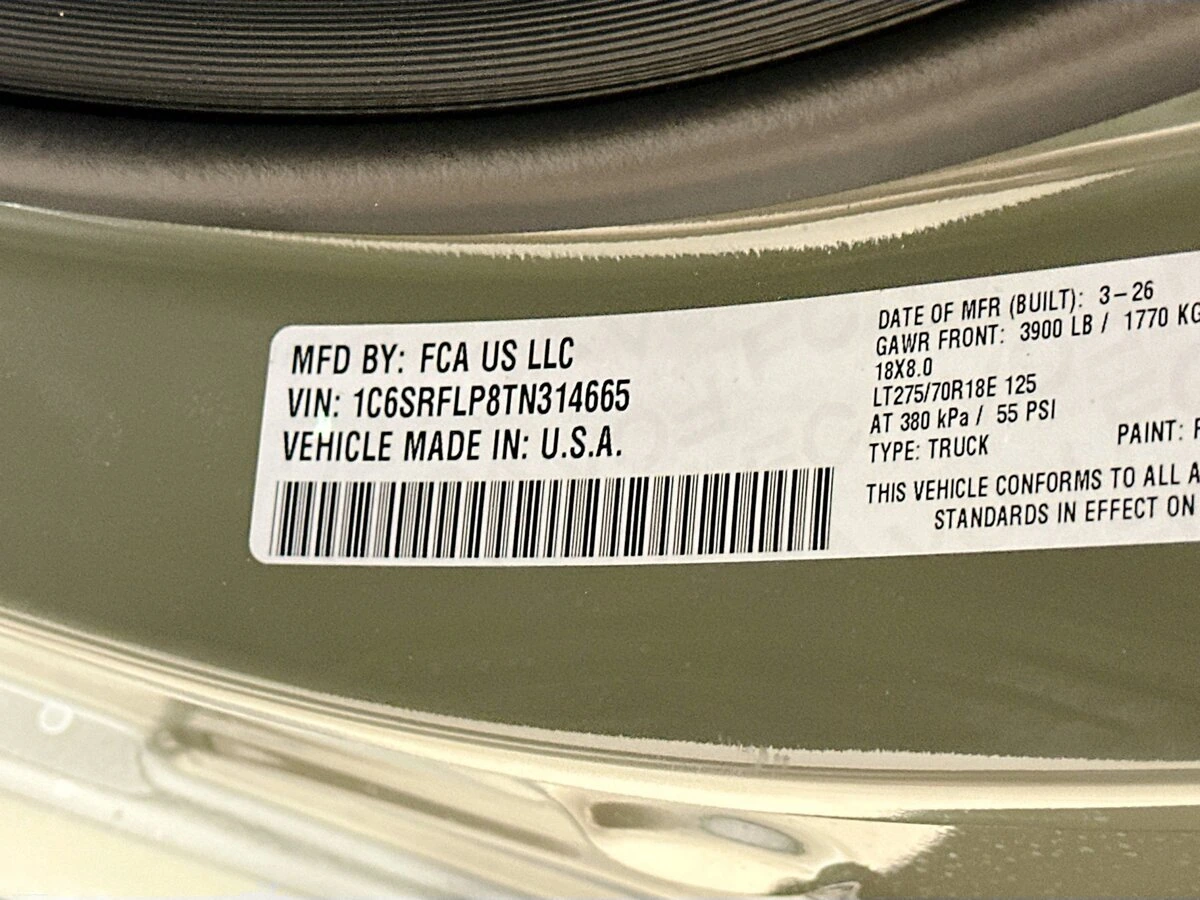 MFD BY: FCA US LLC
VIN: 1C6SRFLP8TN314665
VEHICLE MADE IN: U.S.A.
DATE OF MFR (BUILT): 3-26
GAWR FRONT: 3900 LB / 1770 KG
18X8.0
LT275/70R18E 125
AT 380 kPa / 55 PSI
TYPE: TRUCK PAINT:
THIS VEHICLE CONFORMS TO ALL A
STANDARDS IN EFFECT ON